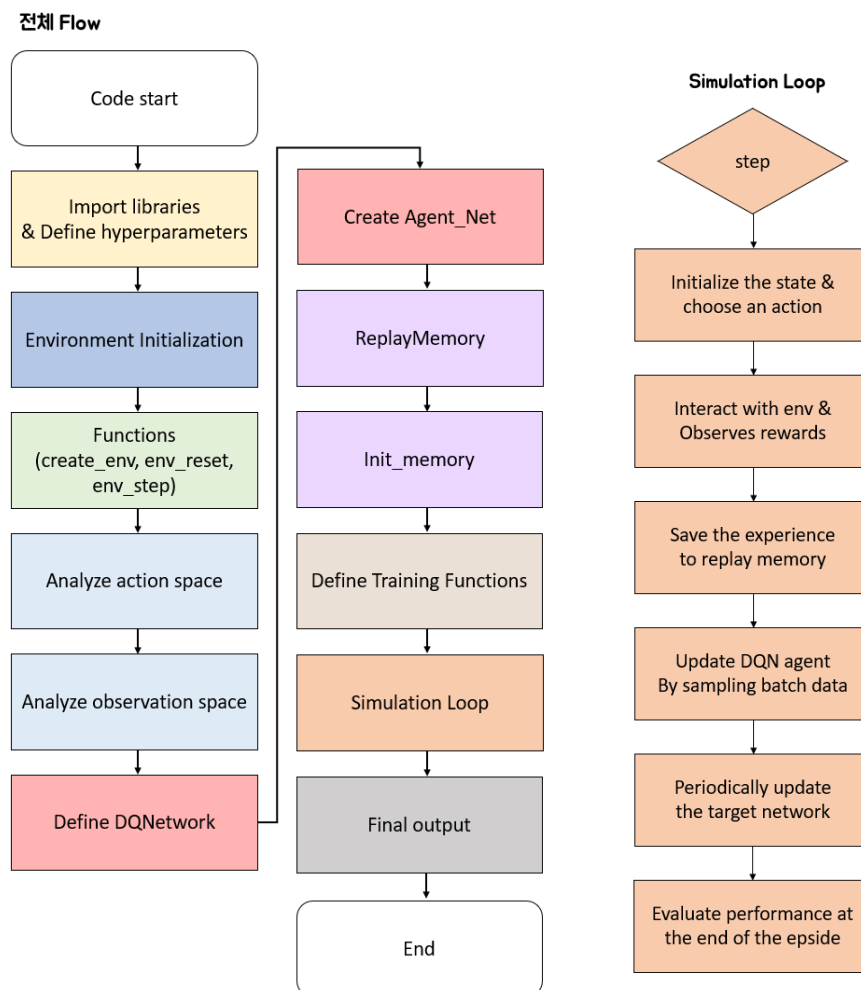 전체 Flow
Code start
Import libraries
& Define hyperparameters
Environment Initialization
Functions
(create_env, env_reset,
env_step)
Analyze action space
Analyze observation space
Define DQNetwork
Create Agent_Net
ReplayMemory
Init_memory
Define Training Functions
Simulation Loop
Final output
End
Simulation Loop
step
Initialize the state &
choose an action
Interact with env &
Observes rewards
Save the experience
to replay memory
Update DQN agent
By sampling batch data
Periodically update
the target network
Evaluate performance at
the end of the epside